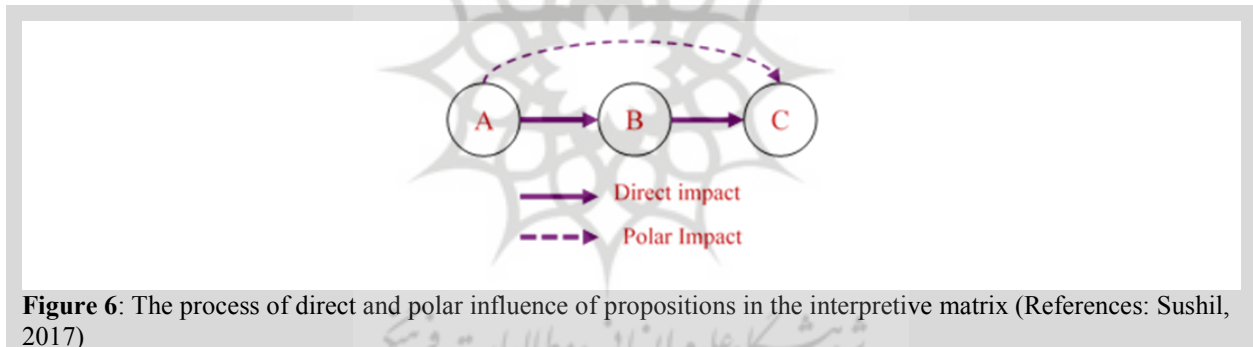 A B C
Direct impact
Polar Impact
Figure 6: The process of direct and polar influence of propositions in the interpretive matrix (References: Sushil,
2017)